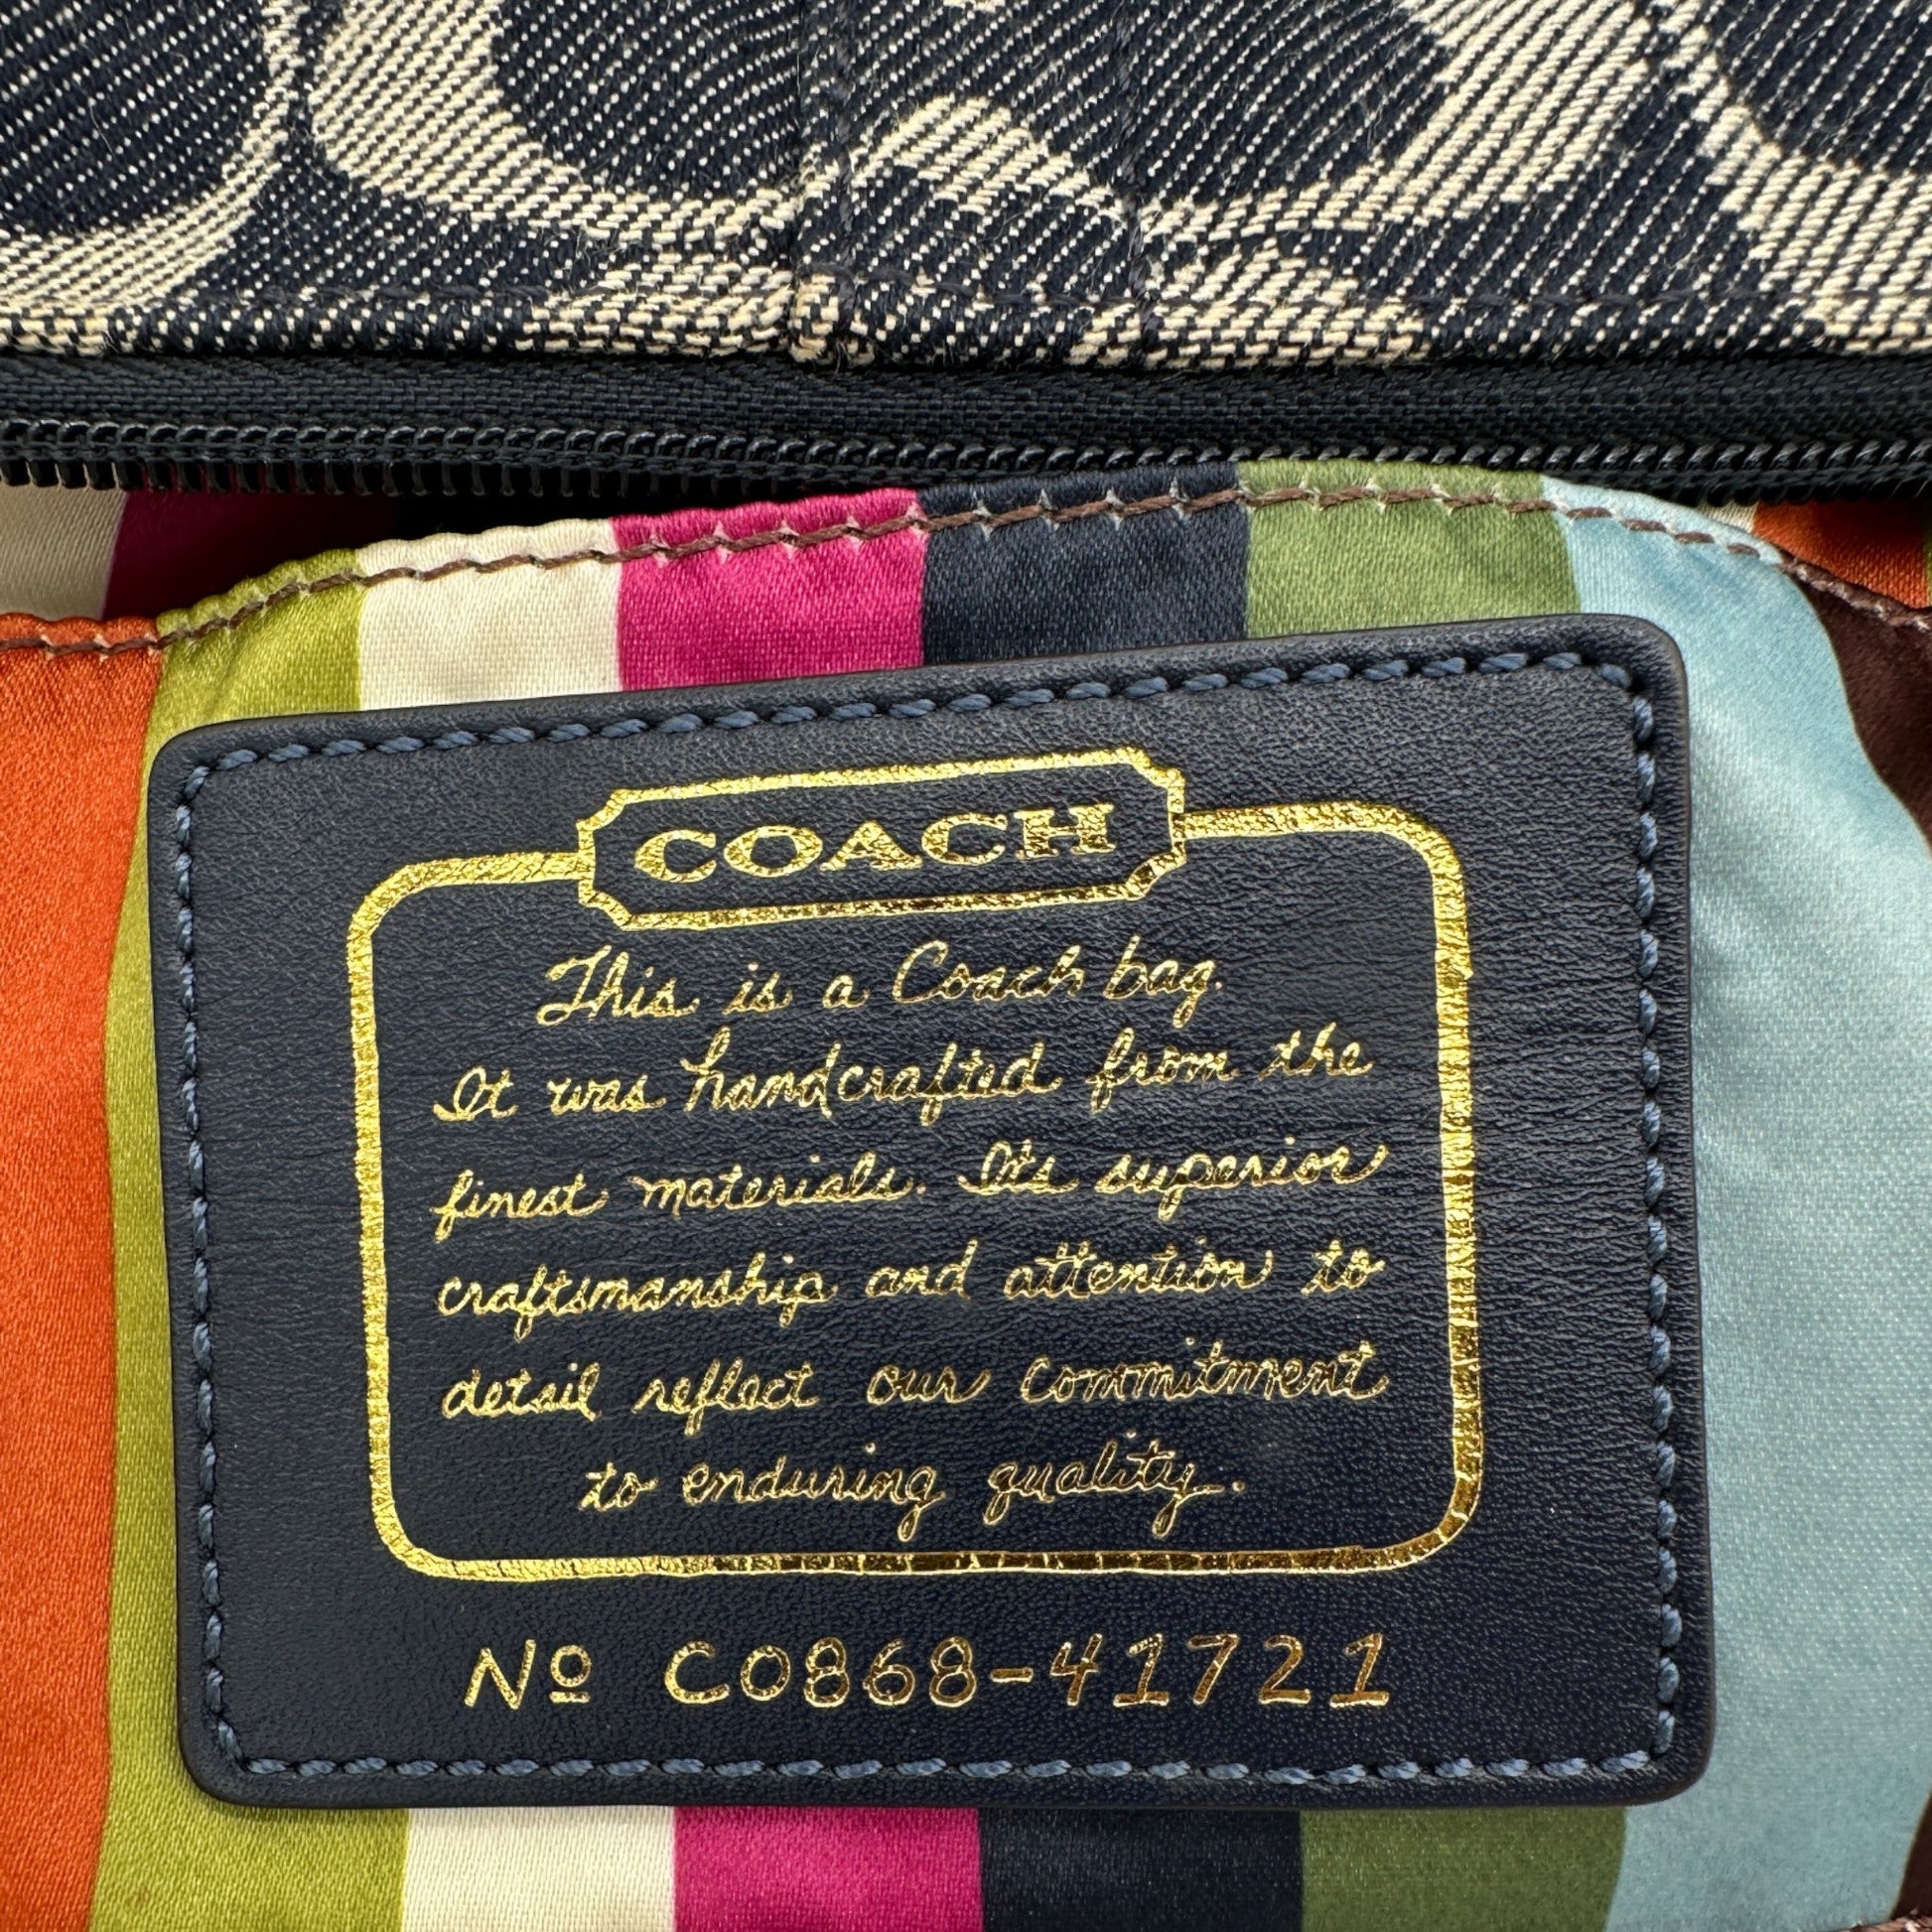 COACH
This is a Coach bag.
It was handcrafted from the
finest materials. Its superior
craftsmanship and attention to
detail reflect our commitment
to enduring quality.
Nº C0868-41721